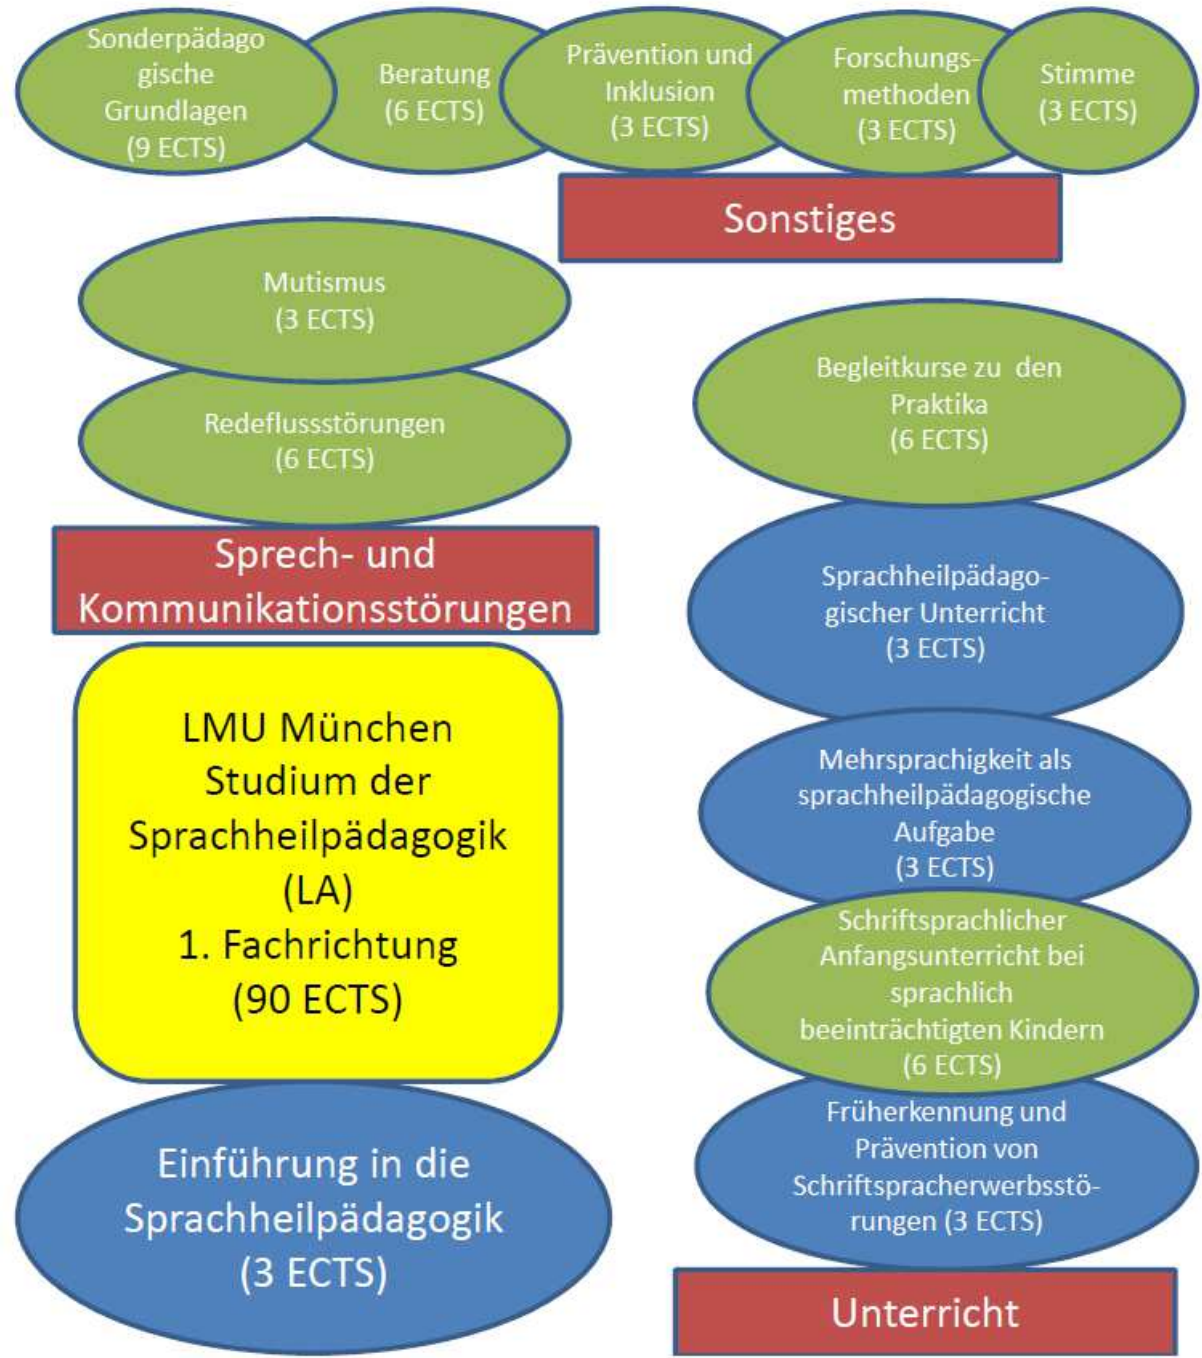 Sonderpädago
gische
Grundlagen
(9 ECTS)
Beratung
(6 ECTS)
Prävention und
Inklusion
(3 ECTS)
Forschungs-
methoden
(3 ECTS)
Stimme
(3 ECTS)
Sonstiges
Mutismus
(3 ECTS)
Redeflussstörungen
(6 ECTS)
Sprech- und
Kommunikationsstörungen
LMU München
Studium der
Sprachheilpädagogik
(LA)
1. Fachrichtung
(90 ECTS)
Einführung in die
Sprachheilpädagogik
(3 ECTS)
Begleitkurse zu  den
Praktika
(6 ECTS)
Sprachheilpädago-
gischer Unterricht
(3 ECTS)
Mehrsprachigkeit als
sprachheilpädagogische
Aufgabe
(3 ECTS)
Schriftsprachlicher
Anfangsunterricht bei
sprachlich
beeinträchtigten Kindern
(6 ECTS)
Früherkennung und
Prävention von
Schriftspracherwerbsstö-
rungen (3 ECTS)
Unterricht